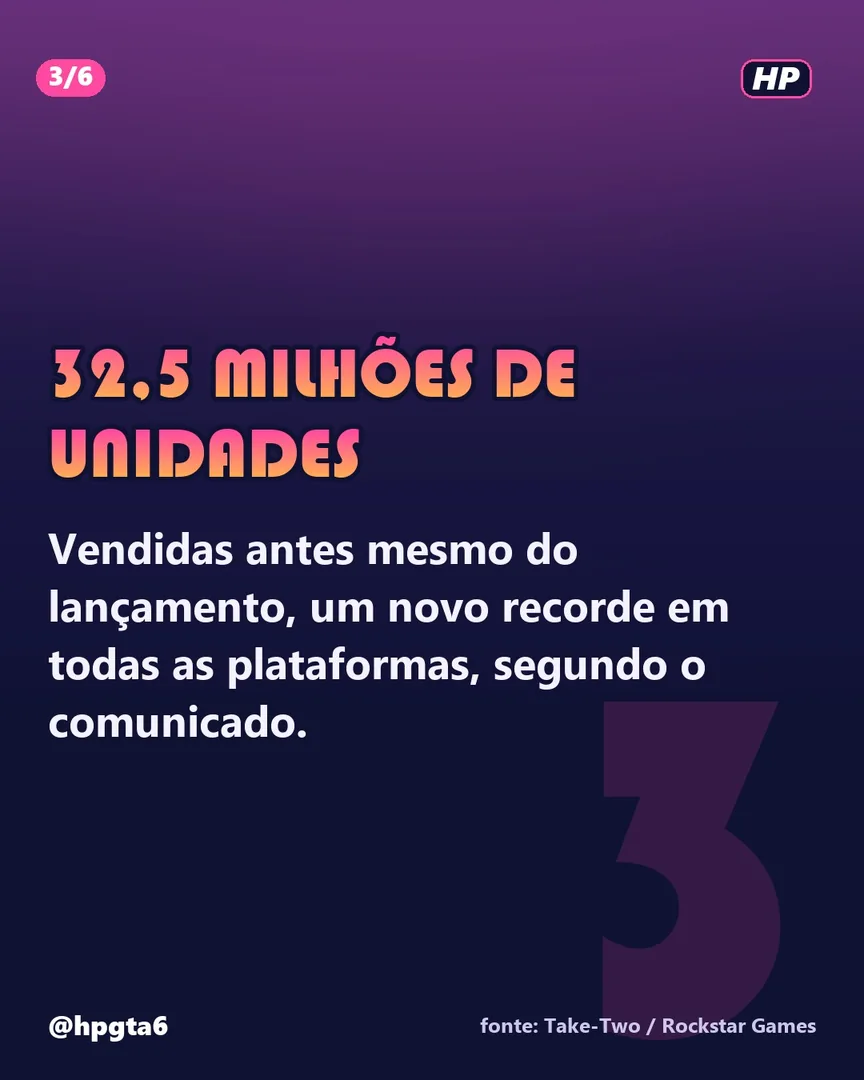 3/6
HP
32,5 MILHÕES DE
UNIDADES
Vendidas antes mesmo do
lançamento, um novo recorde em
todas as plataformas, segundo o
comunicado.
3
@hpgta6
fonte: Take-Two / Rockstar Games